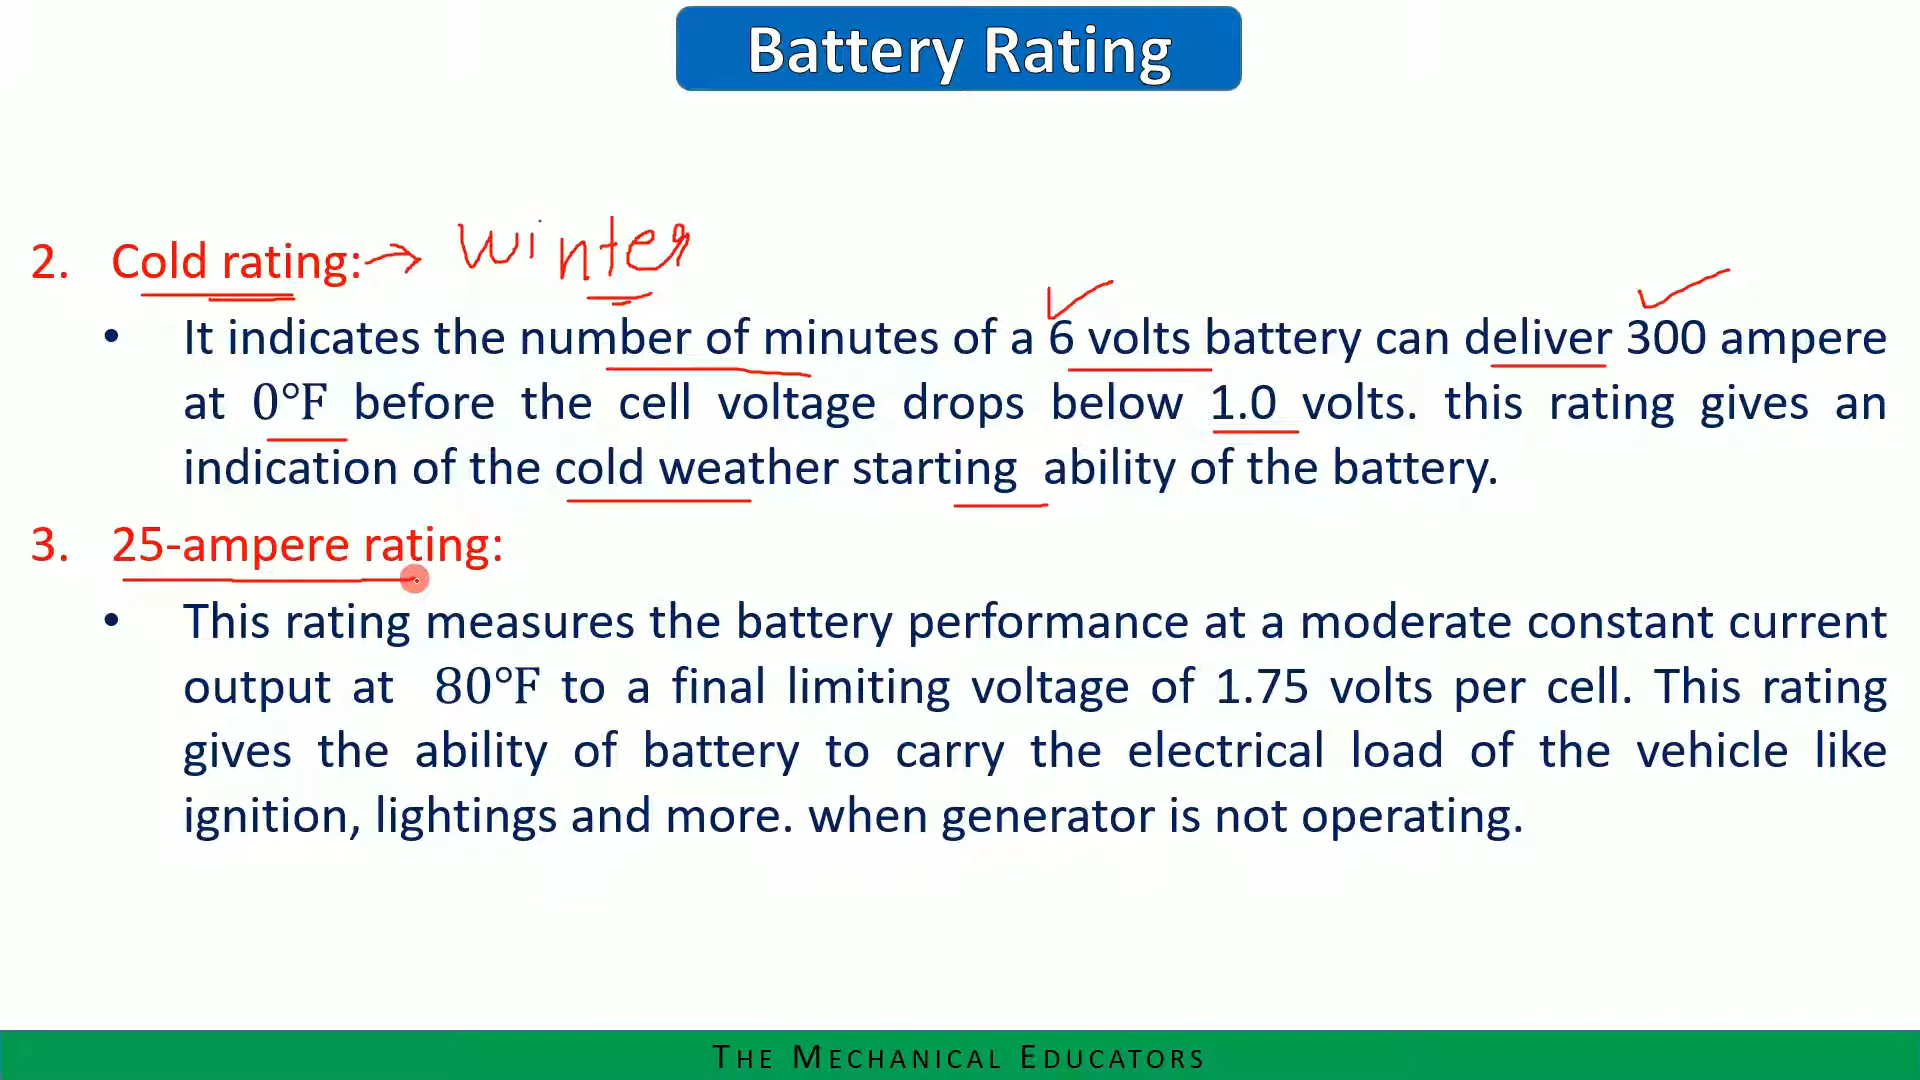 Battery Rating
2. Cold rating: → Winter
• It indicates the number of minutes of a 6 volts battery can deliver 300 ampere
at 0°F before the cell voltage drops below 1.0 volts. this rating gives an
indication of the cold weather starting ability of the battery.
3. 25-ampere rating:
• This rating measures the battery performance at a moderate constant current
output at 80°F to a final limiting voltage of 1.75 volts per cell. This rating
gives the ability of battery to carry the electrical load of the vehicle like
ignition, lightings and more. when generator is not operating.
THE MECHANICAL EDUCATORS